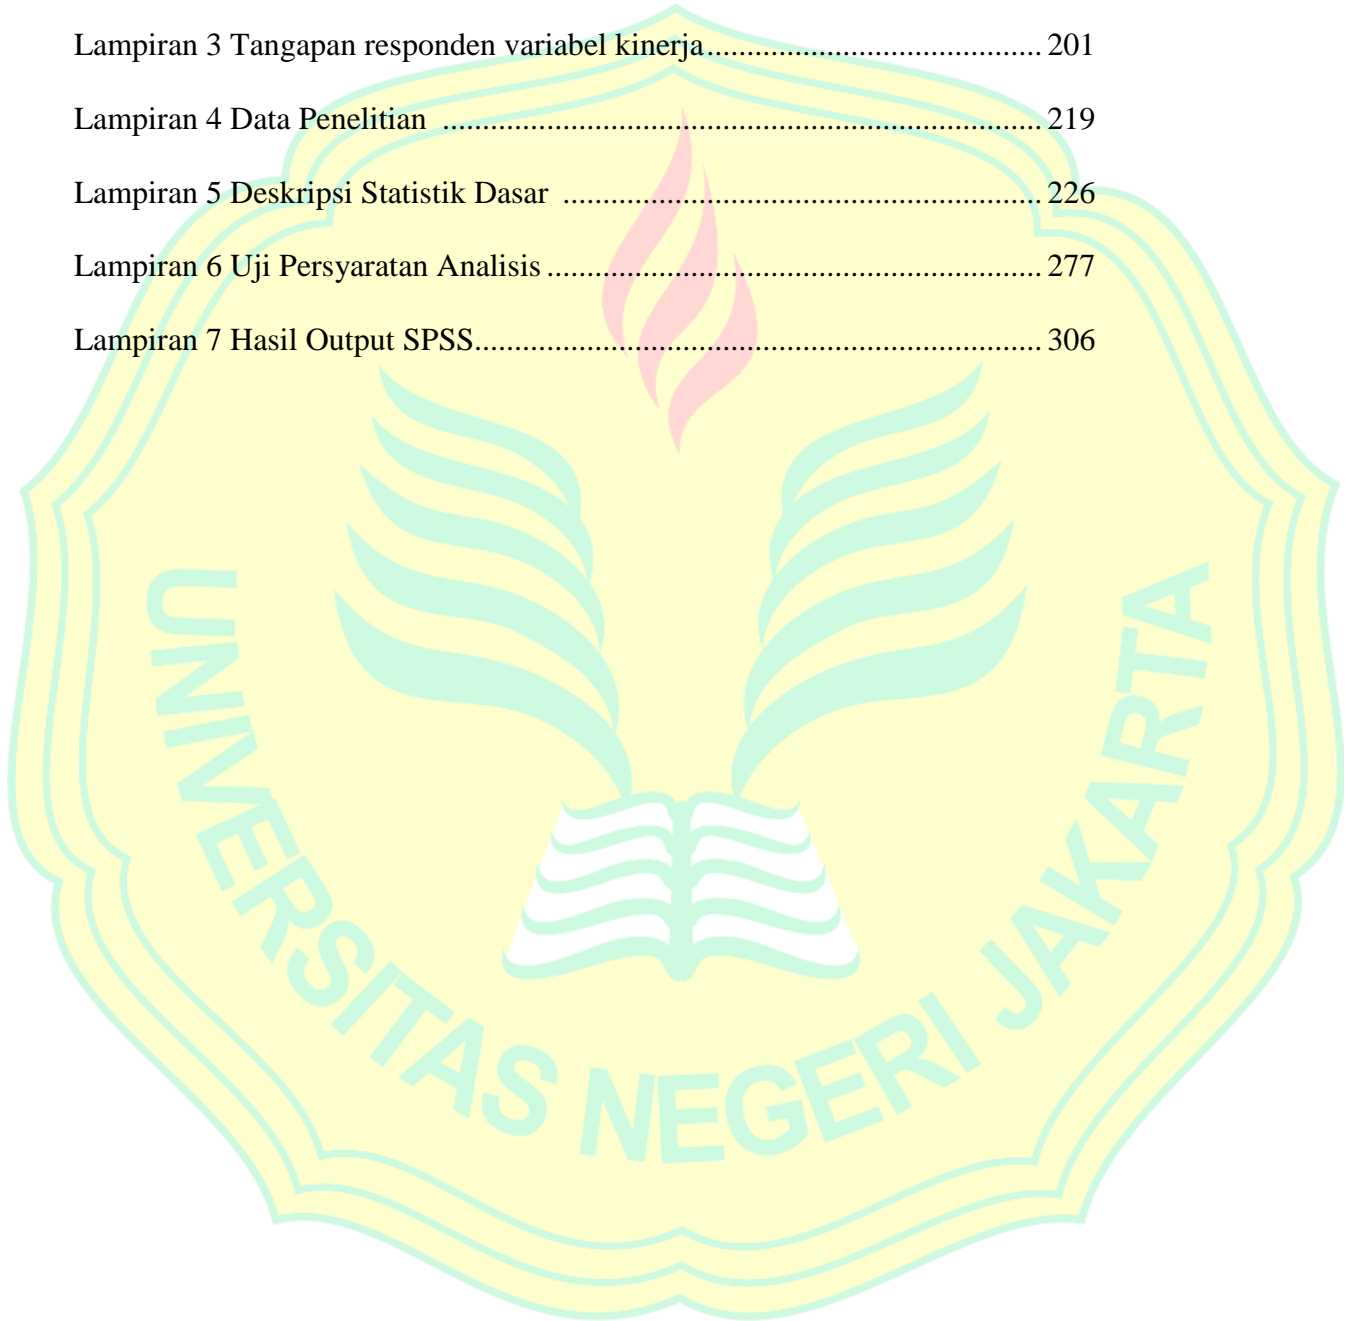 Lampiran 3 Tangapan responden variabel kinerja.......................................... 201
Lampiran 4 Data Penelitian ........................................................................... 219
Lampiran 5 Deskripsi Statistik Dasar ............................................................ 226
Lampiran 6 Uji Persyaratan Analisis.............................................................. 277
Lampiran 7 Hasil Output SPSS....................................................................... 306
UNIVERSITAS NEGERI JAKARTA